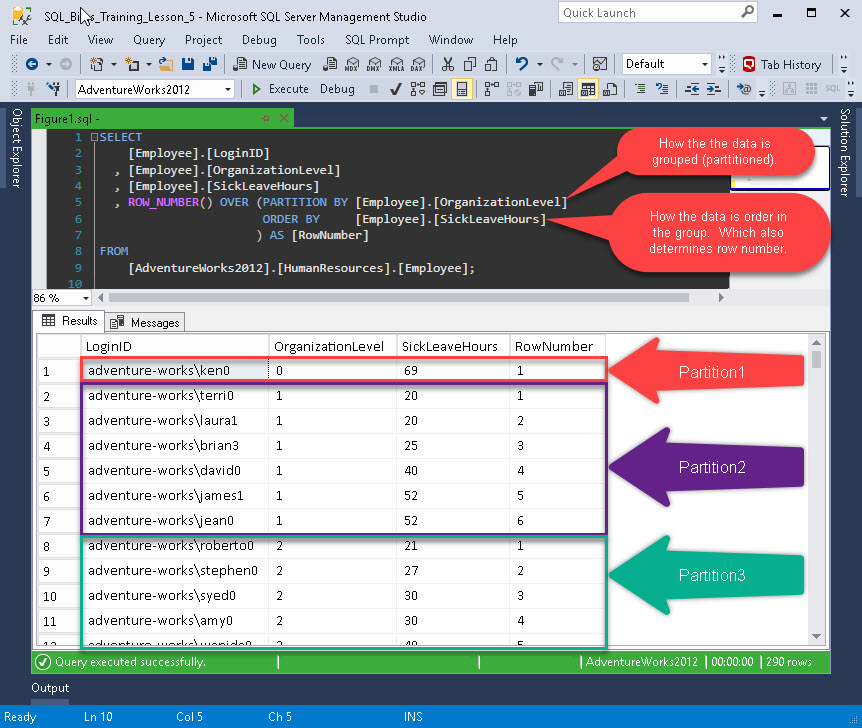 SQL_Bites_Training_Lesson_5 - Microsoft SQL Server Management Studio
Quick Launch
File Edit View Query Project Debug Tools SQL Prompt Window Help
New Query MDX DMX XMLA DAX Default Tab History
AdventureWorks2012 Execute Debug SQL
Object Explorer
Solution Explorer
Figure1.sql -
1 SELECT
2 [Employee].[LoginID]
3 , [Employee].[OrganizationLevel]
4 , [Employee].[SickLeaveHours]
5 , ROW_NUMBER() OVER (PARTITION BY [Employee].[OrganizationLevel]
6 ORDER BY [Employee].[SickLeaveHours]
7 ) AS [RowNumber]
8 FROM
9 [AdventureWorks2012].[HumanResources].[Employee];
10
How the the data is
grouped (parttitioned).
How the data is order in
the group. Which also
determines row number.
86 %
Results Messages
LoginID OrganizationLevel SickLeaveHours RowNumber
1 adventure-works\ken0 0 69 1
2 adventure-works\terri0 1 20 1
3 adventure-works\laura1 1 20 2
4 adventure-works\brian3 1 25 3
5 adventure-works\david0 1 40 4
6 adventure-works\james1 1 52 5
7 adventure-works\jean0 1 52 6
8 adventure-works\roberto0 2 21 1
9 adventure-works\stephen0 2 27 2
10 adventure-works\syed0 2 30 3
11 adventure-works\amy0 2 30 4
Partition1
Partition2
Partition3
Query executed successfully. AdventureWorks2012 00:00:00 290 rows
Output
Ready Ln 10 Col 5 Ch 5 INS